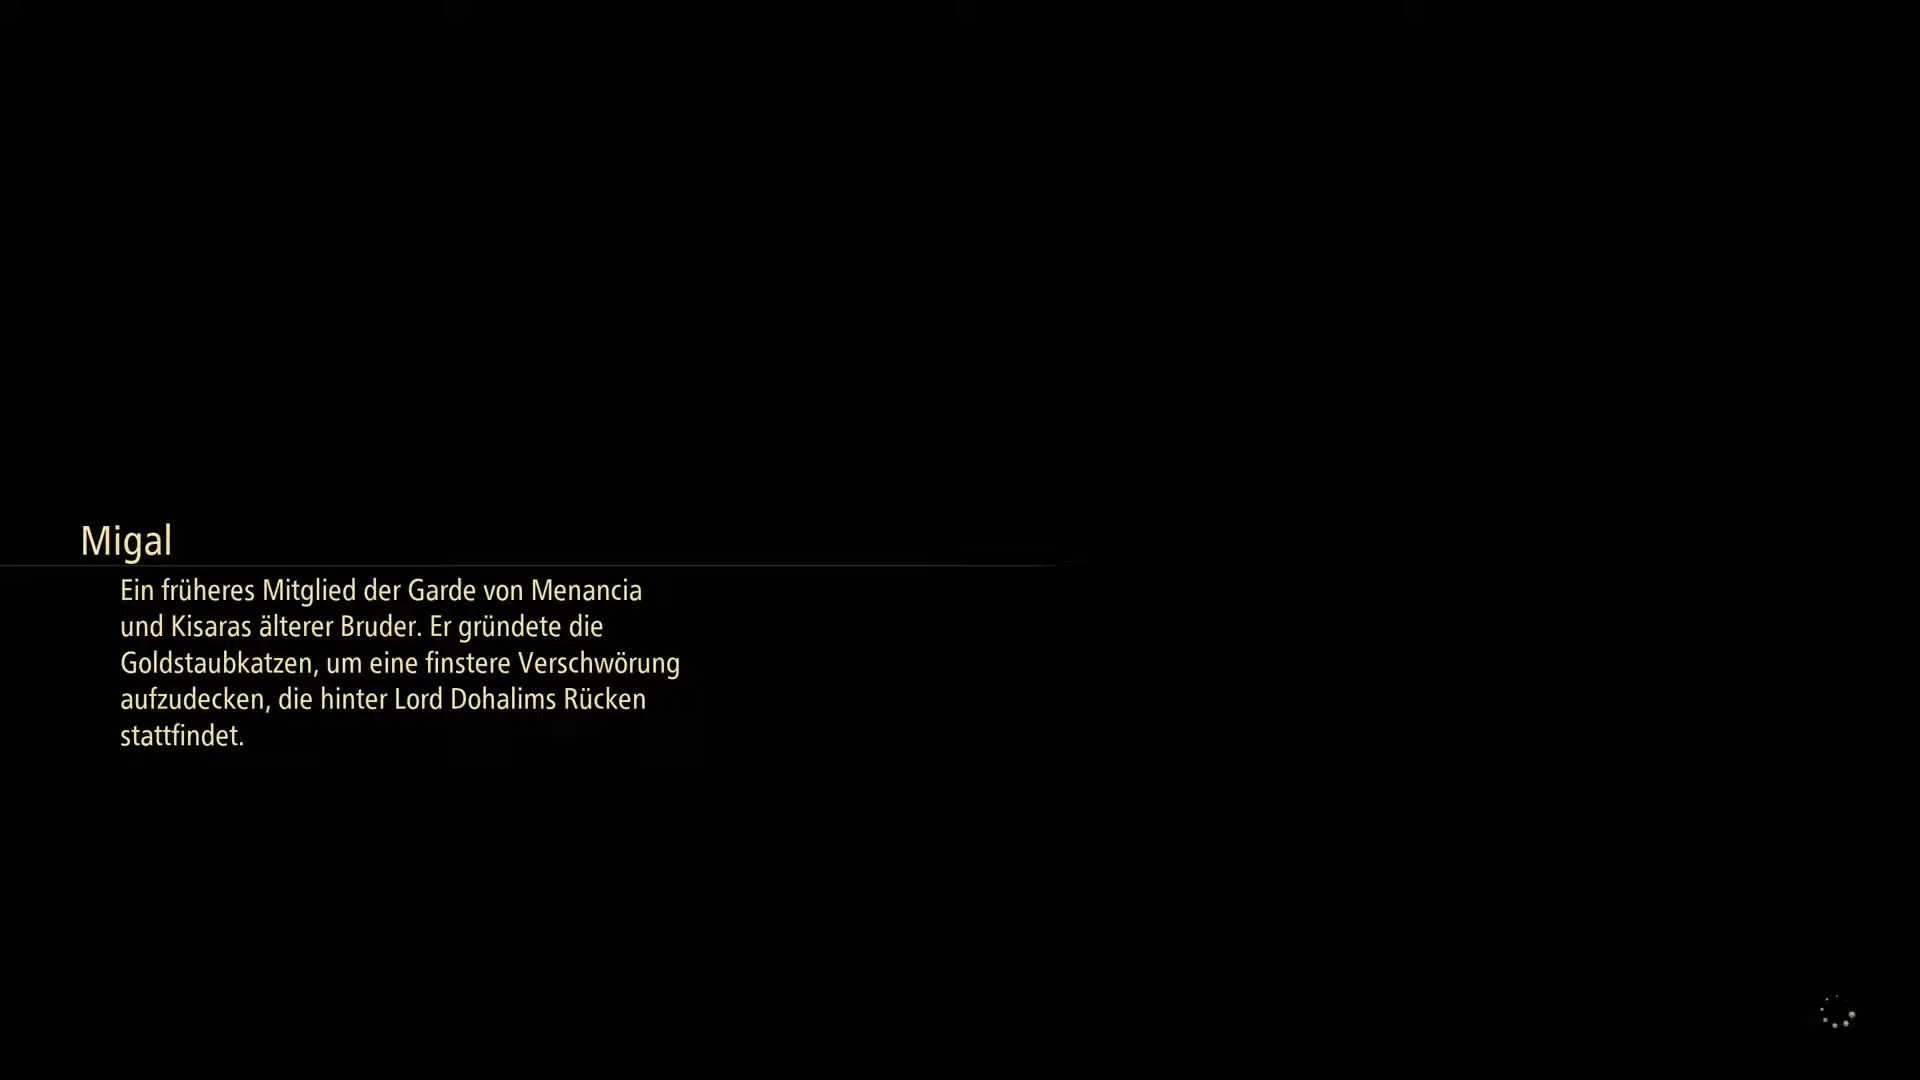 Migal
Ein früheres Mitglied der Garde von Menancia
und Kisaras älterer Bruder. Er gründete die
Goldstaubkatzen, um eine finstere Verschwörung
aufzudecken, die hinter Lord Dohalims Rücken
stattfindet.